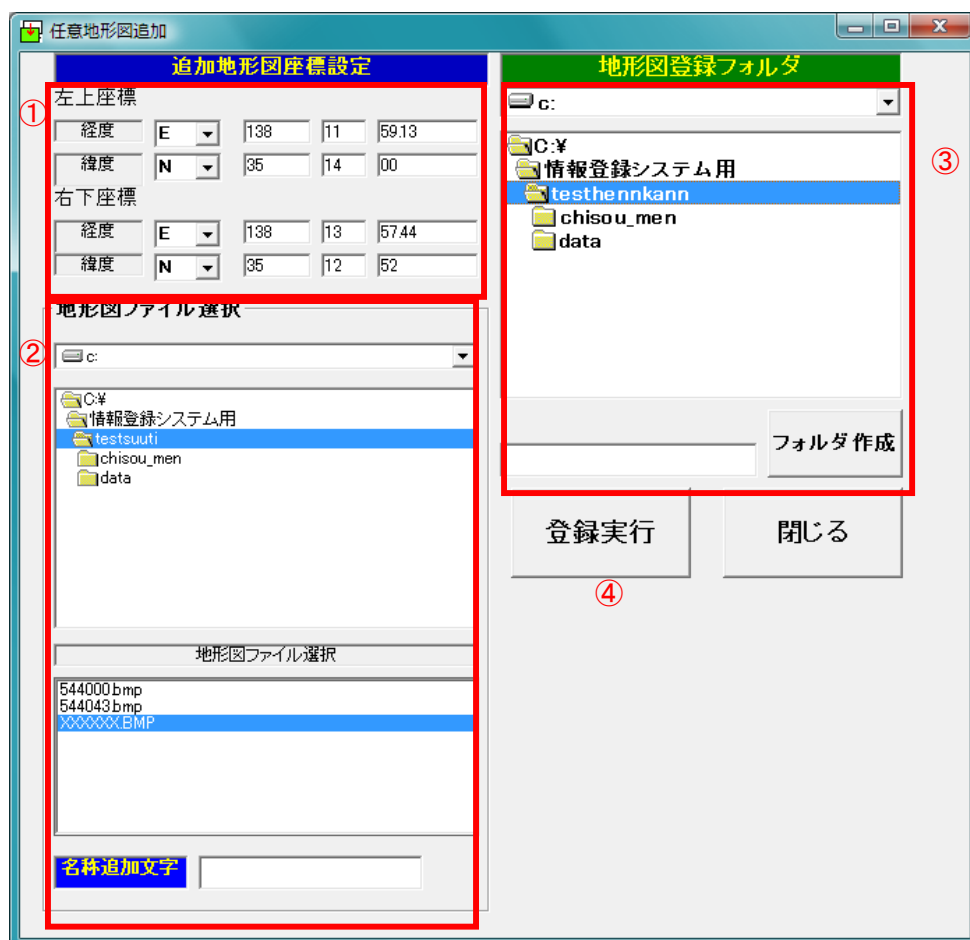 任意地形図追加
追加地形図座標設定
①
左上座標
経度 E 138 11 59.13
緯度 N 35 14 00
右下座標
経度 E 138 13 57.44
緯度 N 35 12 52
地形図ファイル選択
②
c:
C:¥
情報登録システム用
testsuuti
chisou_men
data
地形図ファイル選択
544000.bmp
544043.bmp
XXXXXX.BMP
名称追加文字
地形図登録フォルダ
c:
③
C:¥
情報登録システム用
testhennkann
chisou_men
data
フォルダ作成
登録実行 閉じる
④